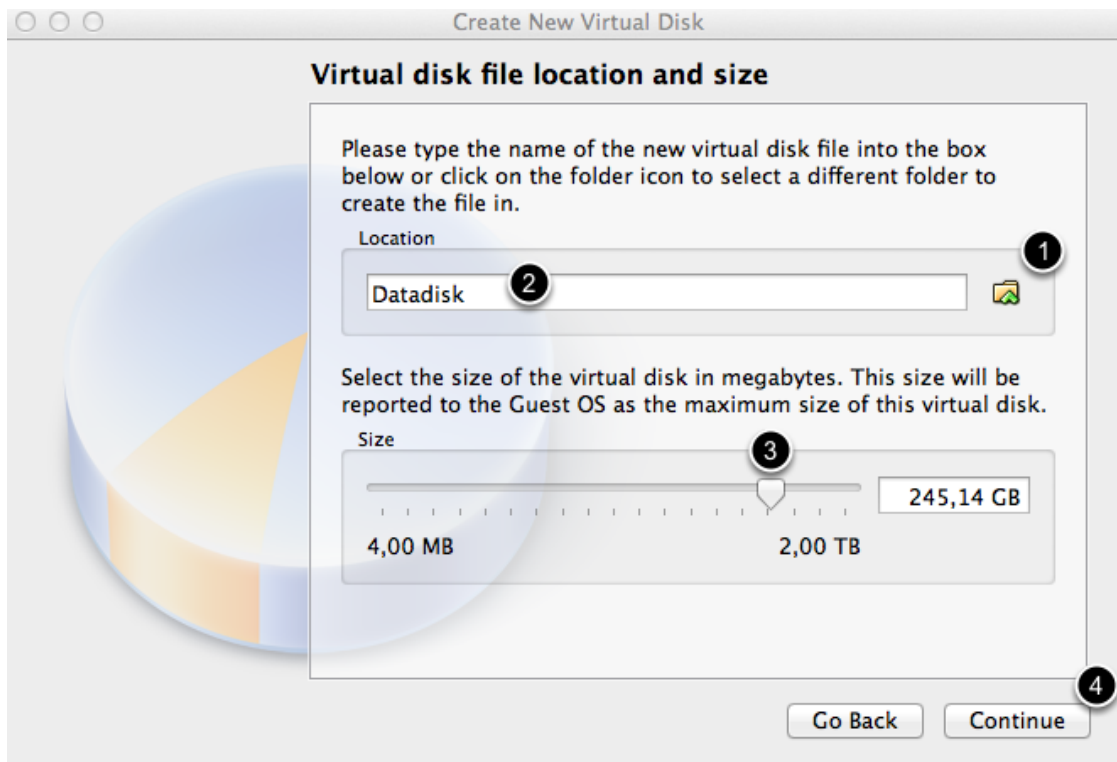 Create New Virtual Disk
Virtual disk file location and size
Please type the name of the new virtual disk file into the box
below or click on the folder icon to select a different folder to
create the file in.
Location
1
Datadisk 2
Select the size of the virtual disk in megabytes. This size will be
reported to the Guest OS as the maximum size of this virtual disk.
Size
3
245,14 GB
4,00 MB 2,00 TB
4
Go Back Continue